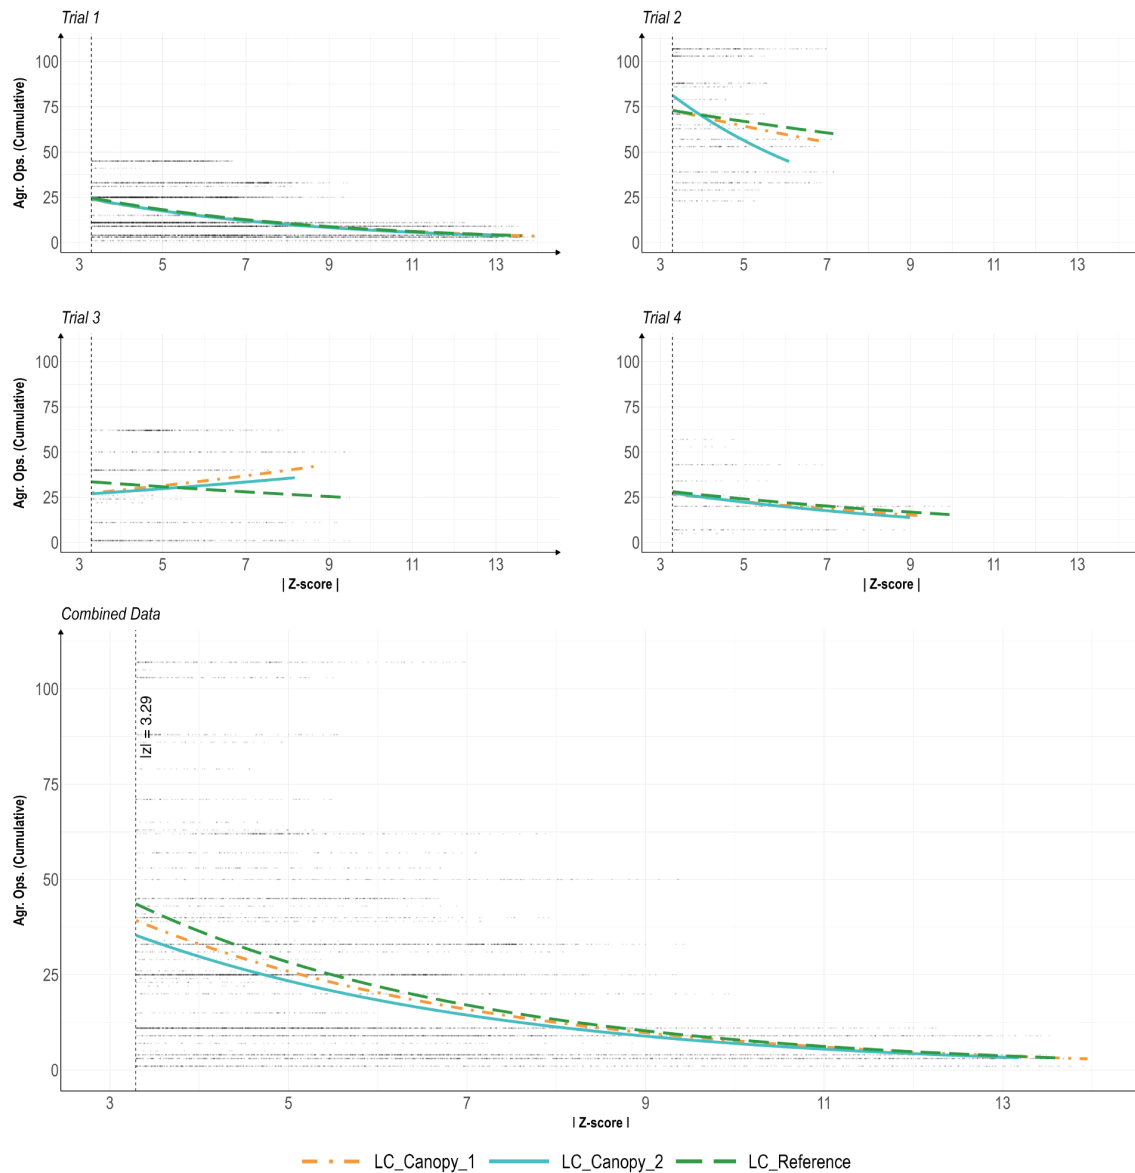 Trial 1
Trial 2
Agr. Ops. (Cumulative)
100
75
50
25
0
3 5 7 9 11 13
100
75
50
25
0
3 5 7 9 11 13
Trial 3
Trial 4
Agr. Ops. (Cumulative)
100
75
50
25
0
3 5 7 9 11 13
| Z-score |
100
75
50
25
0
3 5 7 9 11 13
| Z-score |
Combined Data
Agr. Ops. (Cumulative)
100
75
50
25
0
|z| = 3.29
3 5 7 9 11 13
| Z-score |
LC_Canopy_1 LC_Canopy_2 LC_Reference